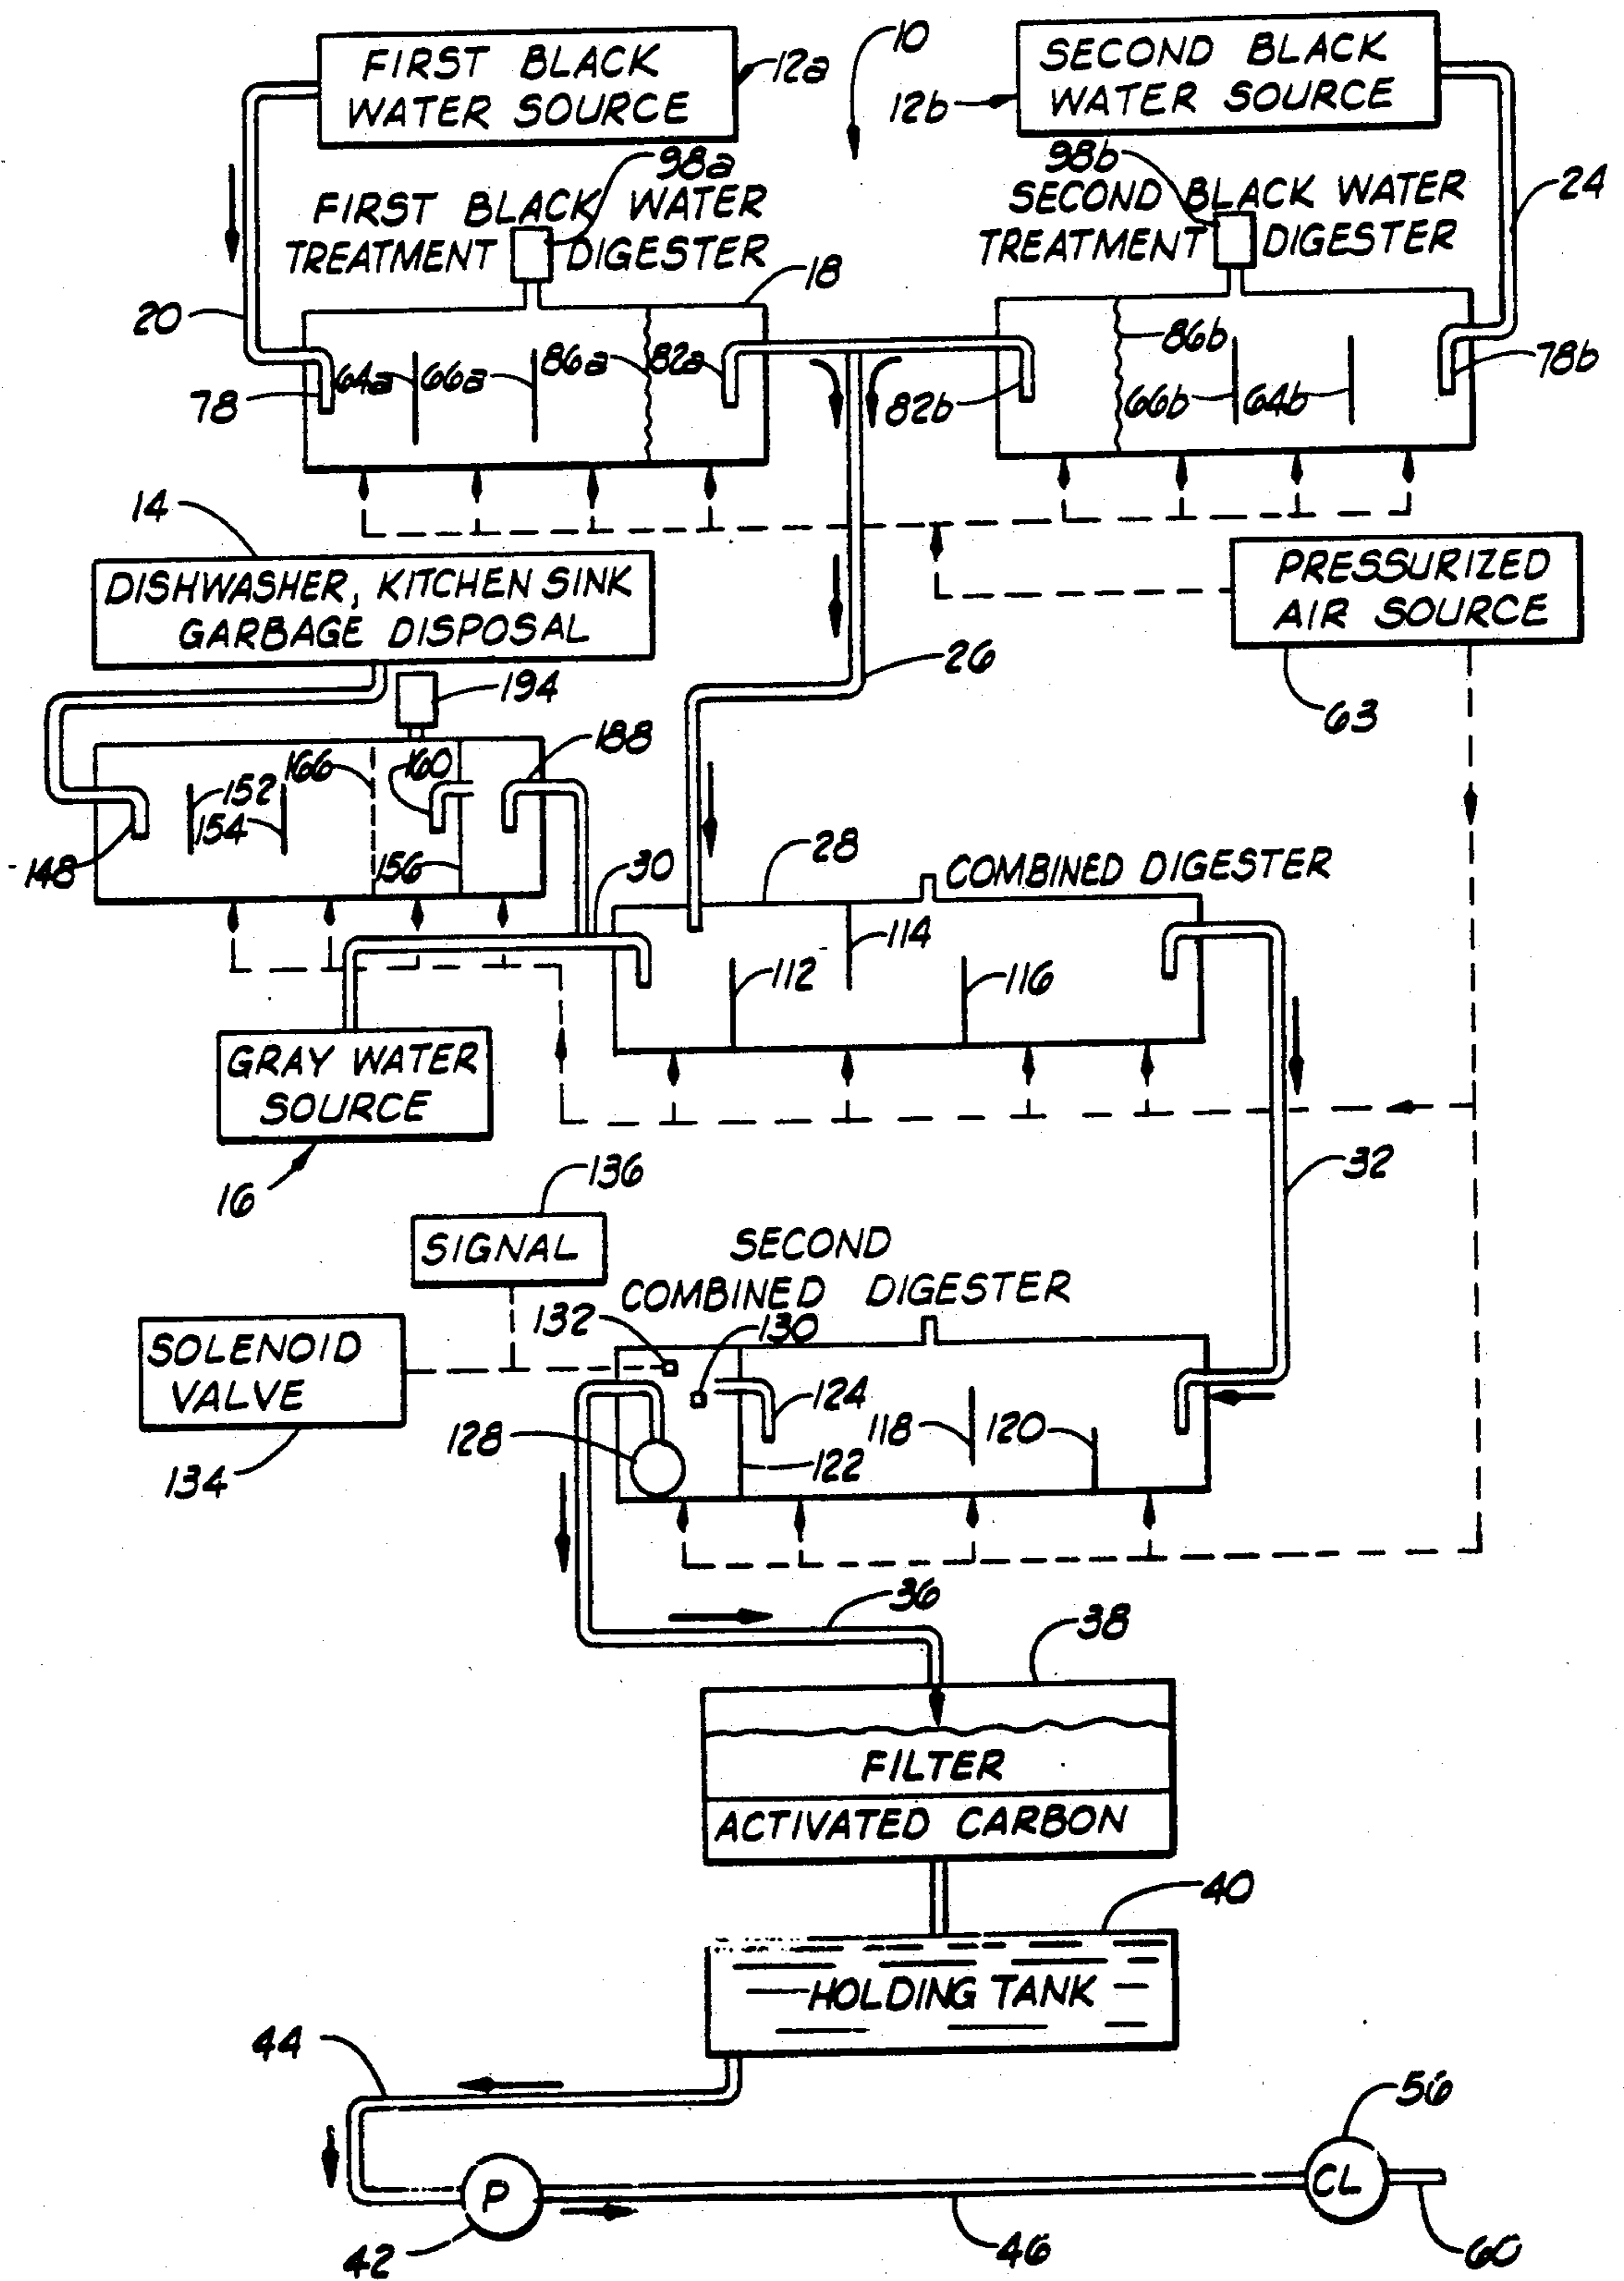 FIRST BLACK
WATER SOURCE
12a
10
SECOND BLACK
WATER SOURCE
12b
98a
98b
FIRST BLACK WATER
TREATMENT DIGESTER
SECOND BLACK WATER
TREATMENT DIGESTER
24
18
20
78
64a
66a
86a
82a
82b
86b
66b
64b
78b
14
DISHWASHER, KITCHEN SINK
GARBAGE DISPOSAL
PRESSURIZED
AIR SOURCE
26
63
194
188
166
160
152
154
148
156
30
28
COMBINED DIGESTER
114
112
116
GRAY WATER
SOURCE
16
32
136
SIGNAL
SECOND
COMBINED DIGESTER
132
130
SOLENOID
VALVE
134
128
124
118
120
122
36
38
FILTER
ACTIVATED CARBON
40
HOLDING TANK
44
56
P
CL
42
46
60